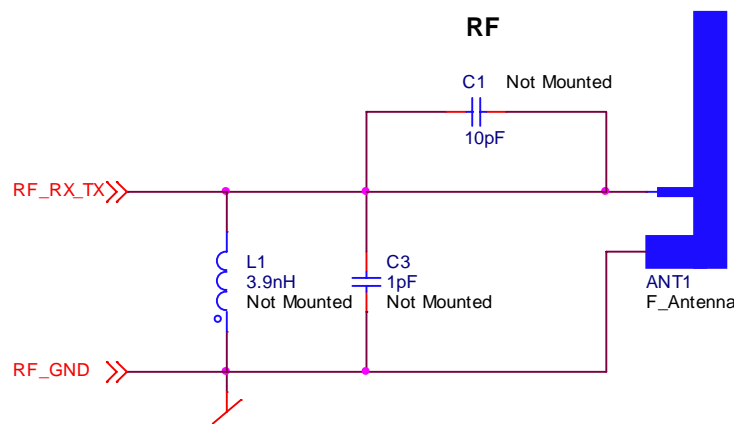 RF
C1
Not Mounted
10pF
RF_RX_TX
L1
3.9nH
Not Mounted
C3
1pF
Not Mounted
ANT1
F_Antenna
RF_GND